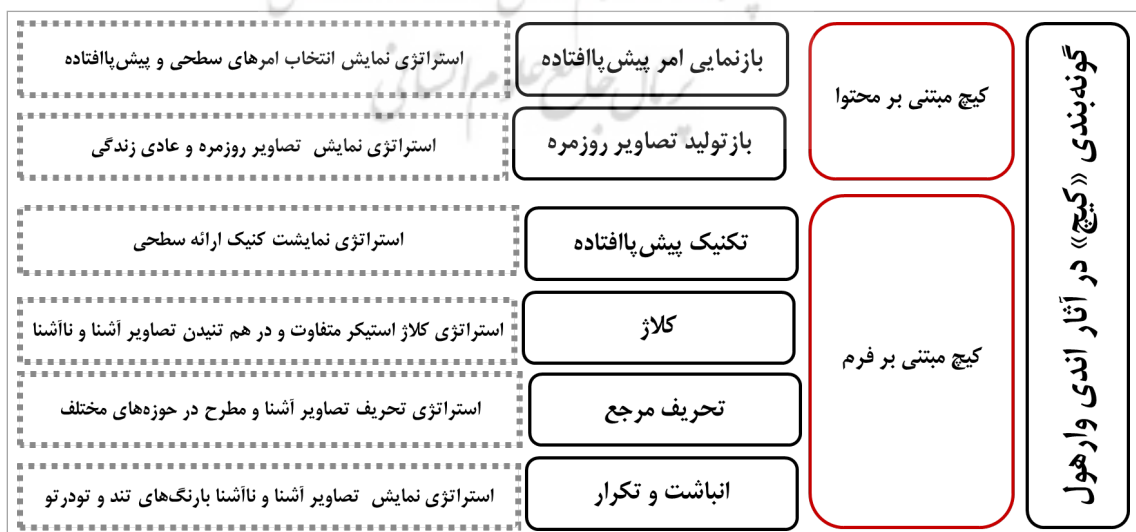 گونه‌بندی «کیچ» در آثار اندی وارهول
کیچ مبتنی بر محتوا
بازنمایی امر پیش‌پاافتاده
استراتژی نمایش انتخاب امرهای سطحی و پیش‌پاافتاده
بازتولید تصاویر روزمره
استراتژی نمایش تصاویر روزمره و عادی زندگی
کیچ مبتنی بر فرم
تکنیک پیش‌پاافتاده
استراتژی نمایشت کنیک ارائه سطحی
کلاژ
استراتژی کلاژ استیکر متفاوت و در هم تنیدن تصاویر آشنا و ناآشنا
تحریف مرجع
استراتژی تحریف تصاویر آشنا و مطرح در حوزه‌های مختلف
انباشت و تکرار
استراتژی نمایش تصاویر آشنا و ناآشنا بارنگ‌های تند و تودرتو
پرتال جامع علوم انسانی